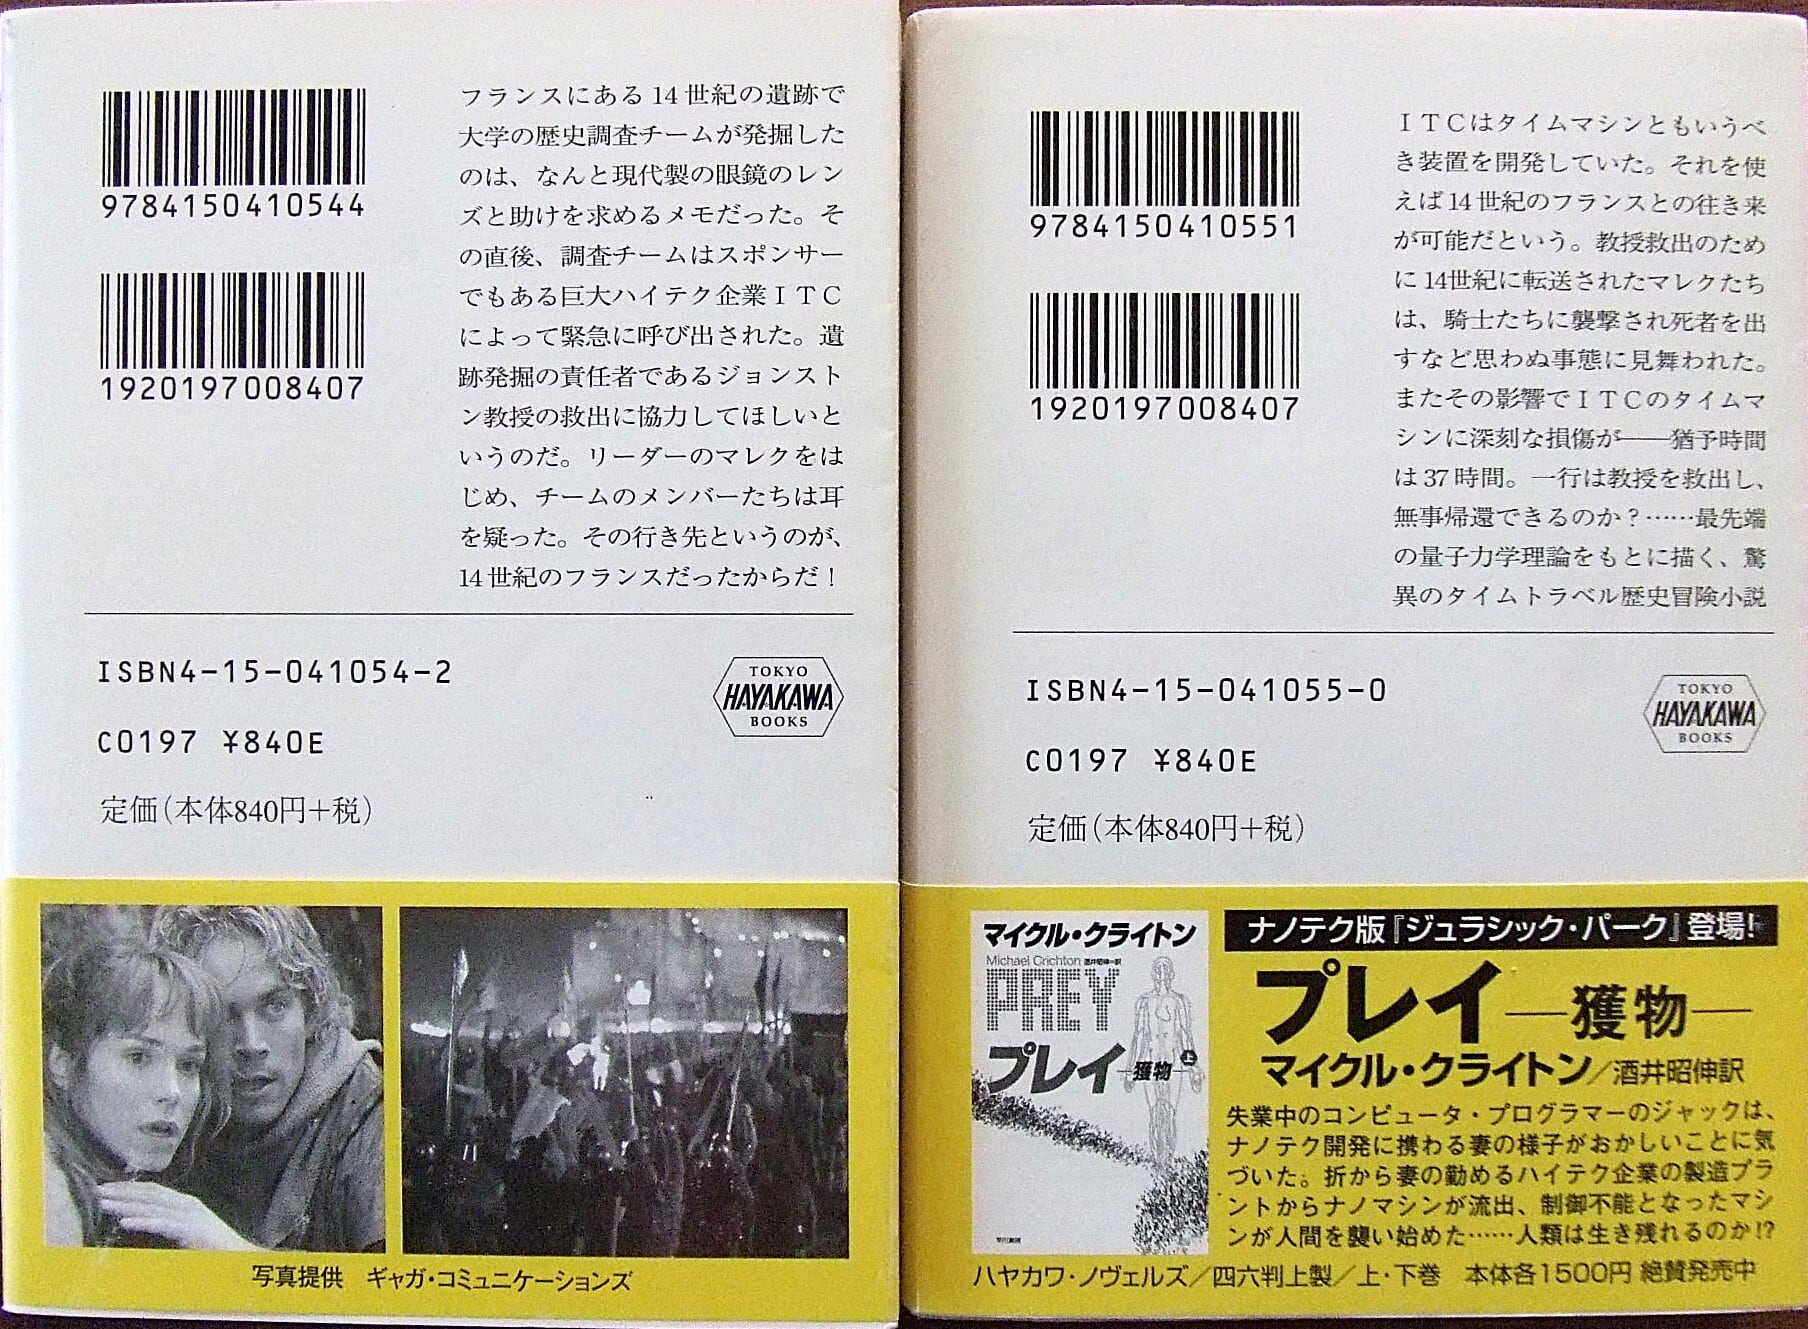 9784150410544
1920197008407
フランスにある14世紀の遺跡で
大学の歴史調査チームが発掘した
のは、なんと現代製の眼鏡のレン
ズと助けを求めるメモだった。そ
の直後、調査チームはスポンサー
でもある巨大ハイテク企業ＩＴＣ
によって緊急に呼び出された。遺
跡発掘の責任者であるジョンスト
ン教授の救出に協力してほしいと
いうのだ。リーダーのマレクをは
じめ、チームのメンバーたちは耳
を疑った。その行き先というのが、
14世紀のフランスだったからだ！
ISBN4-15-041054-2
C0197 ¥840E
定価(本体840円+税)
TOKYO
HAYAKAWA
BOOKS
写真提供　ギャガ・コミュニケーションズ
9784150410551
1920197008407
ＩＴＣはタイムマシンともいうべ
き装置を開発していた。それを使
えば14世紀のフランスとの往き来
が可能だという。教授救出のため
に14世紀に転送されたマレクたち
は、騎士たちに襲撃され死者を出
すなど思わぬ事態に見舞われた。
またその影響でＩＴＣのタイムマ
シンに深刻な損傷が――猶予時間
は37時間。一行は教授を救出し、
無事帰還できるのか？……最先端
の量子力学理論をもとに描く、驚
異のタイムトラベル歴史冒険小説
ISBN4-15-041055-0
C0197 ¥840E
定価(本体840円+税)
TOKYO
HAYAKAWA
BOOKS
マイクル・クライトン
Michael Crichton 酒井昭伸＝訳
PREY
プレイ―獲物―上
早川書房
ナノテク版『ジュラシック・パーク』登場！
プレイ―獲物―
マイクル・クライトン／酒井昭伸訳
失業中のコンピュータ・プログラマーのジャックは、
ナノテク開発に携わる妻の様子がおかしいことに気
づいた。折から妻の勤めるハイテク企業の製造プラ
ントからナノマシンが流出、制御不能となったマシ
ンが人間を襲い始めた……人類は生き残れるのか!?
ハヤカワ・ノヴェルズ／四六判上製／上・下巻　本体各1500円 絶賛発売中